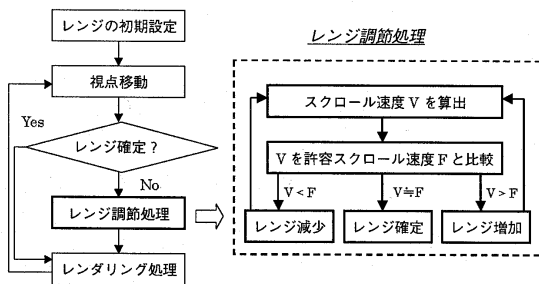 レンジの初期設定
視点移動
Yes
レンジ確定？
No
レンジ調節処理
レンダリング処理
レンジ調節処理
スクロール速度 V を算出
V を許容スクロール速度 F と比較
V＜F
V≒F
V＞F
レンジ減少
レンジ確定
レンジ増加